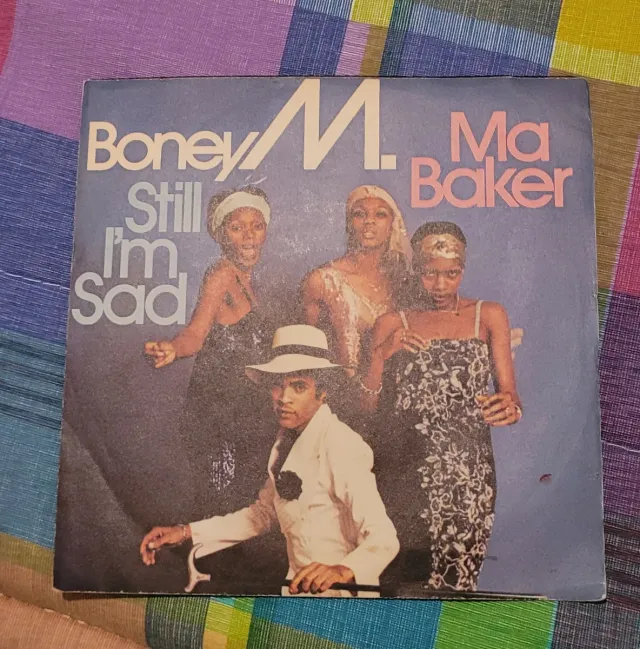 Boney M.
Ma
Baker
Still
I'm
Sad